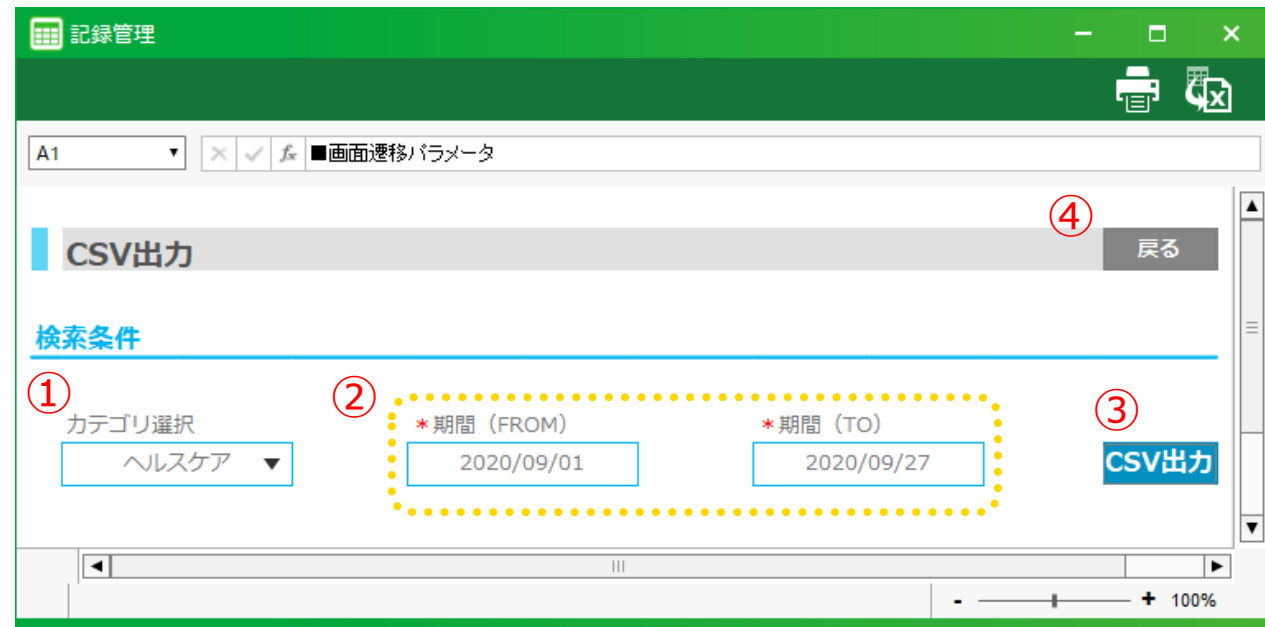 記録管理
A1 fx ■画面遷移パラメータ
④
CSV出力 戻る
検索条件
① ② ③
カテゴリ選択 *期間（FROM） *期間（TO）
ヘルスケア ▼ 2020/09/01 2020/09/27 CSV出力
- + 100%